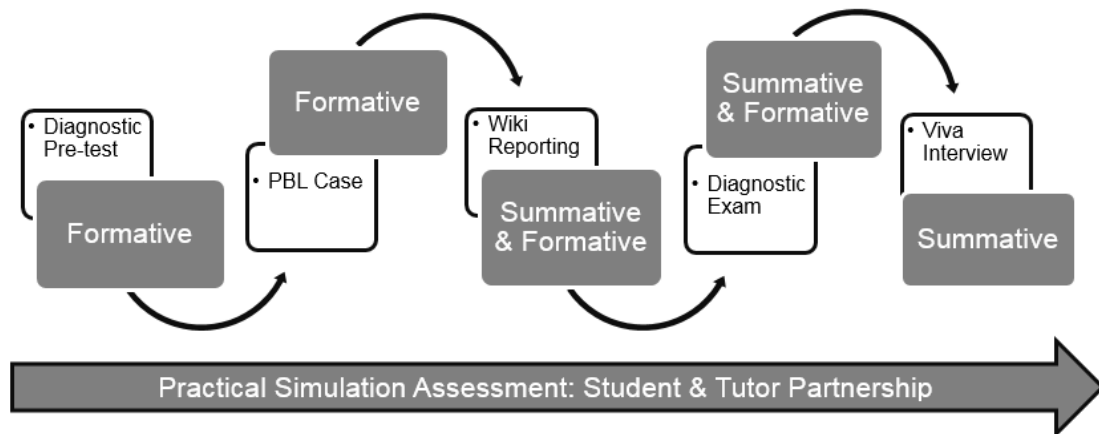 • Diagnostic
Pre-test
Formative
Formative
• PBL Case
• Wiki
Reporting
Summative
& Formative
Summative
& Formative
• Diagnostic
Exam
• Viva
Interview
Summative
Practical Simulation Assessment: Student & Tutor Partnership